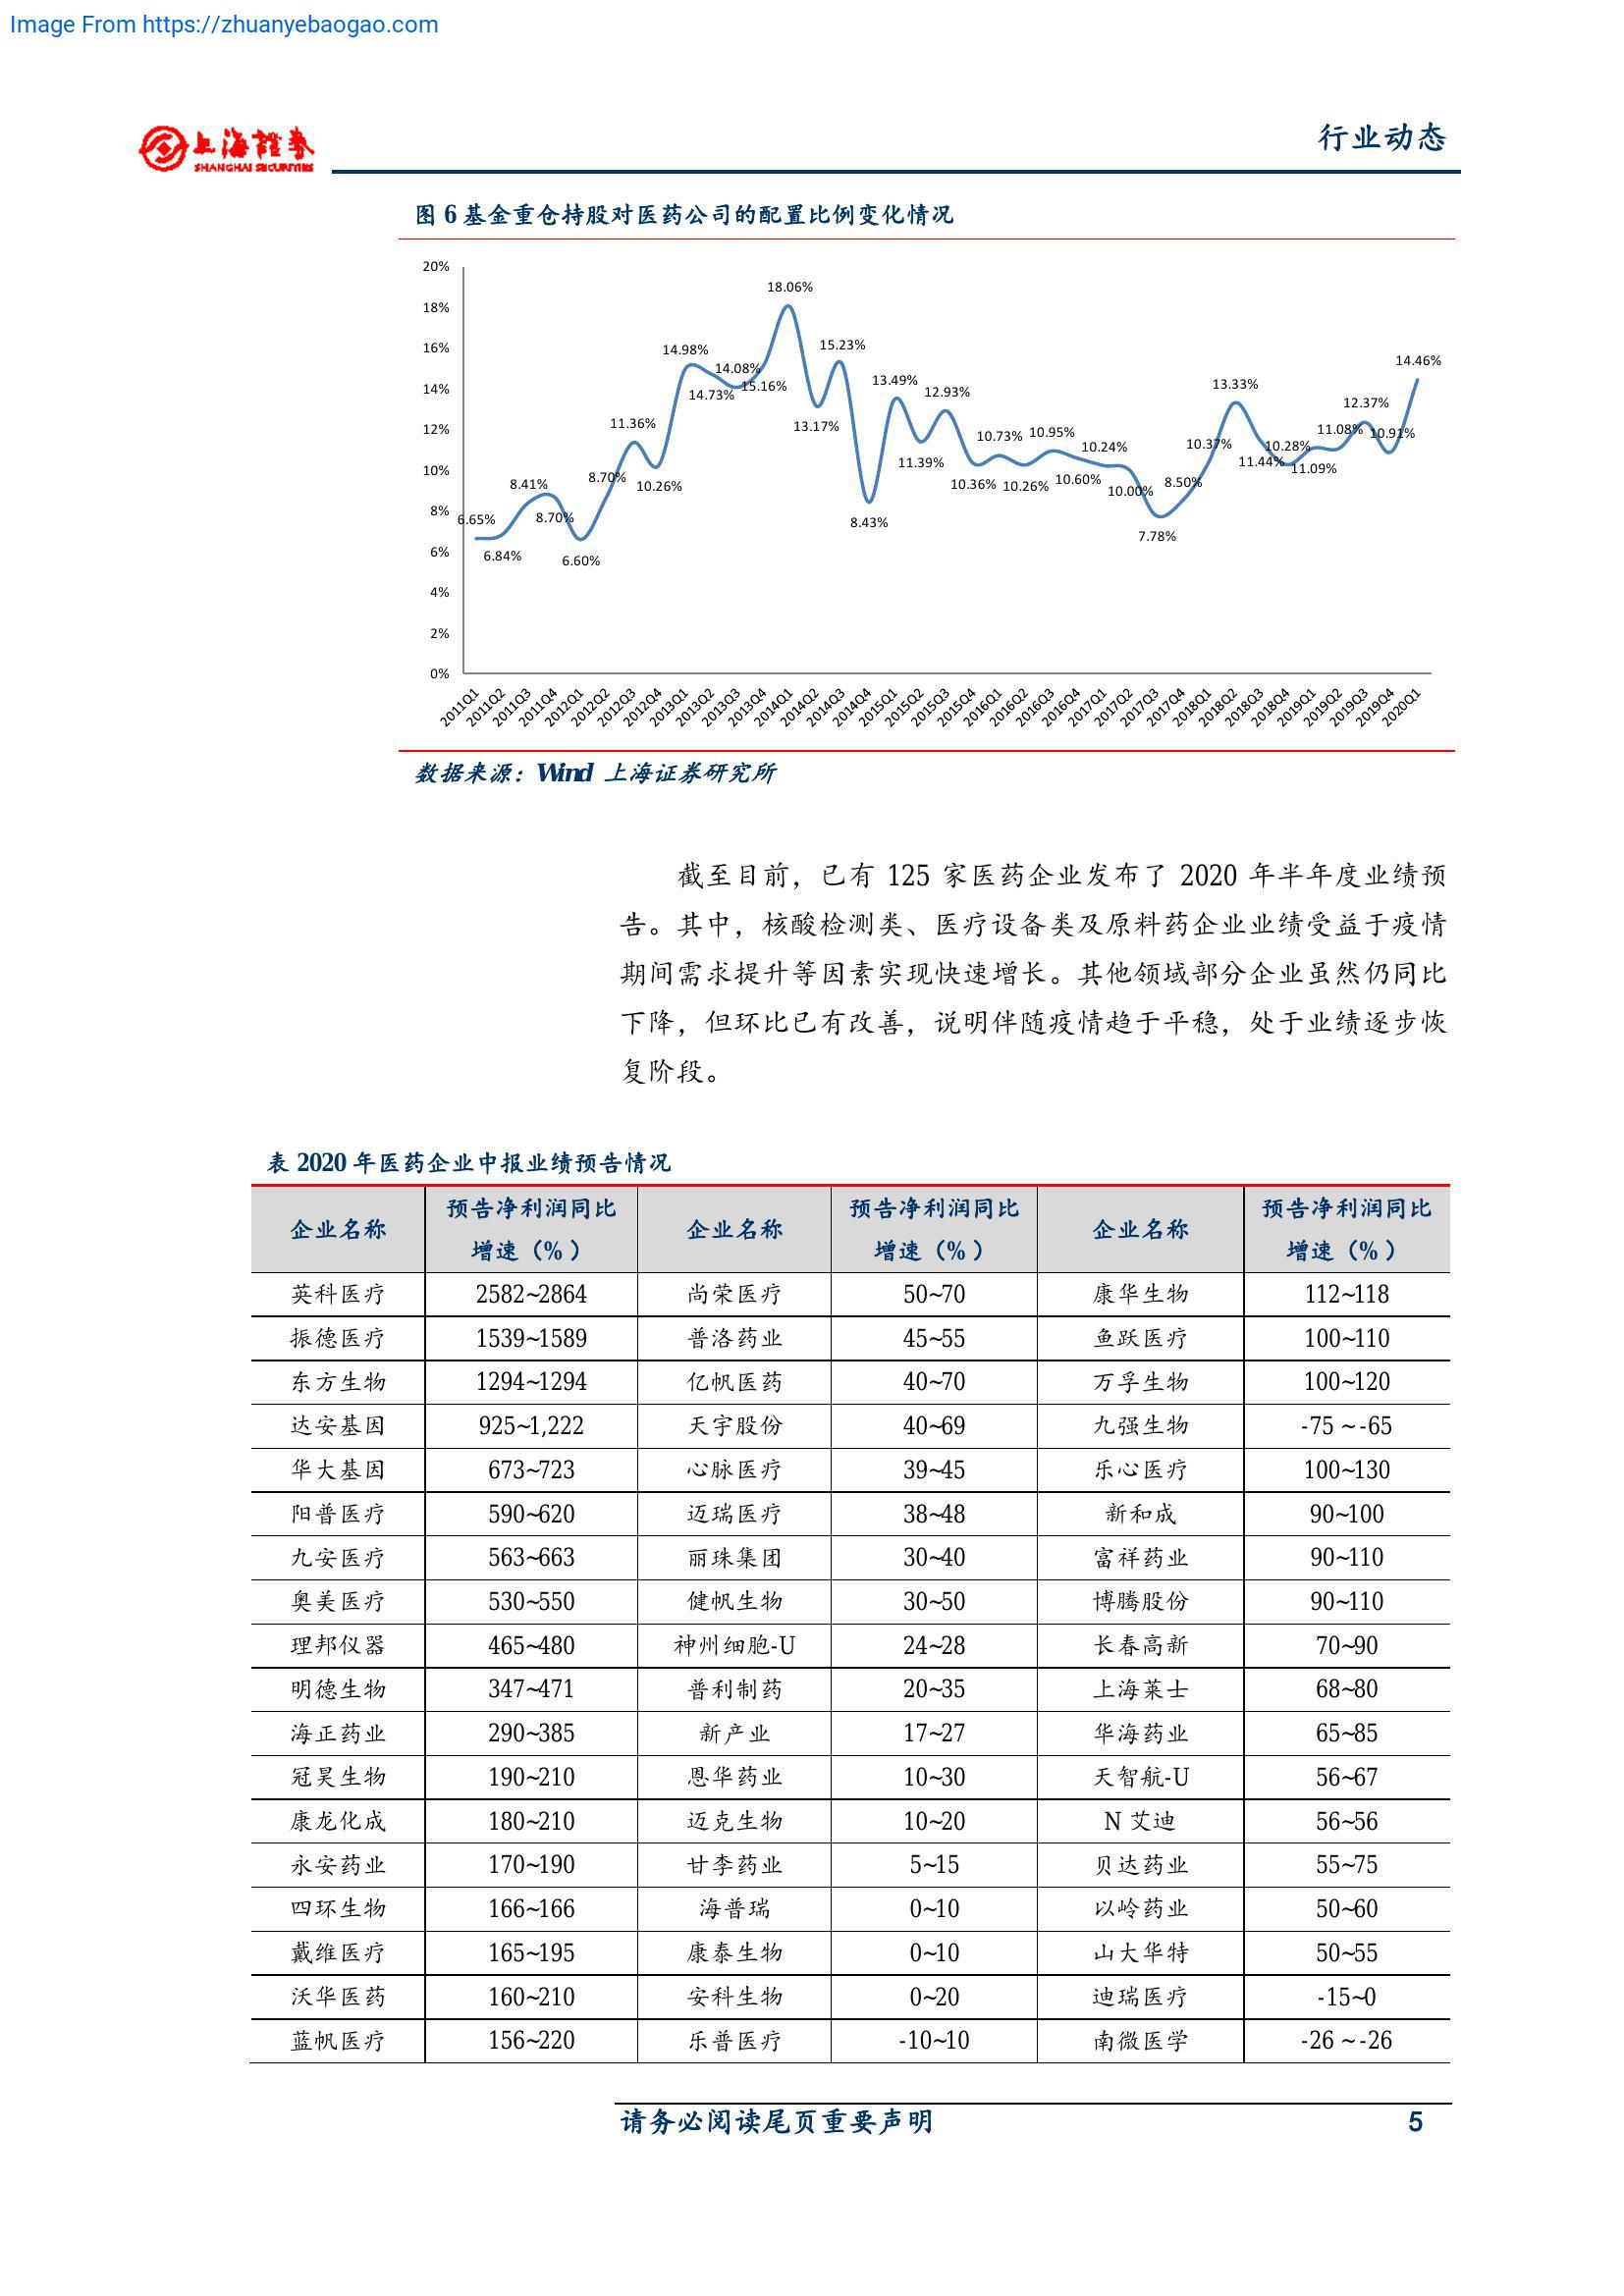 Image From https://zhuanyebaogao.com
上海證券
SHANGHAI SECURITIES
行业动态
图 6 基金重仓持股对医药公司的配置比例变化情况
20%
18%
16%
14%
12%
10%
8%
6%
4%
2%
0%
6.65%
6.84%
8.41%
8.70%
6.60%
8.70%
11.36%
10.26%
14.98%
14.73%
14.08%
15.16%
18.06%
13.17%
15.23%
8.43%
13.49%
11.39%
12.93%
10.36%
10.73%
10.26%
10.95%
10.60%
10.24%
10.00%
7.78%
8.50%
10.37%
13.33%
11.44%
10.28%
11.09%
11.08%
12.37%
10.91%
14.46%
2011Q1
2011Q2
2011Q3
2011Q4
2012Q1
2012Q2
2012Q3
2012Q4
2013Q1
2013Q2
2013Q3
2013Q4
2014Q1
2014Q2
2014Q3
2014Q4
2015Q1
2015Q2
2015Q3
2015Q4
2016Q1
2016Q2
2016Q3
2016Q4
2017Q1
2017Q2
2017Q3
2017Q4
2018Q1
2018Q2
2018Q3
2018Q4
2019Q1
2019Q2
2019Q3
2019Q4
2020Q1
数据来源：Wind 上海证券研究所
截至目前，已有 125 家医药企业发布了 2020 年半年度业绩预
告。其中，核酸检测类、医疗设备类及原料药企业业绩受益于疫情
期间需求提升等因素实现快速增长。其他领域部分企业虽然仍同比
下降，但环比已有改善，说明伴随疫情趋于平稳，处于业绩逐步恢
复阶段。
表 2020 年医药企业中报业绩预告情况
企业名称 预告净利润同比增速（%） 企业名称 预告净利润同比增速（%） 企业名称 预告净利润同比增速（%）
英科医疗 2582~2864 尚荣医疗 50~70 康华生物 112~118
振德医疗 1539~1589 普洛药业 45~55 鱼跃医疗 100~110
东方生物 1294~1294 亿帆医药 40~70 万孚生物 100~120
达安基因 925~1,222 天宇股份 40~69 九强生物 -75 ~ -65
华大基因 673~723 心脉医疗 39~45 乐心医疗 100~130
阳普医疗 590~620 迈瑞医疗 38~48 新和成 90~100
九安医疗 563~663 丽珠集团 30~40 富祥药业 90~110
奥美医疗 530~550 健帆生物 30~50 博腾股份 90~110
理邦仪器 465~480 神州细胞-U 24~28 长春高新 70~90
明德生物 347~471 普利制药 20~35 上海莱士 68~80
海正药业 290~385 新产业 17~27 华海药业 65~85
冠昊生物 190~210 恩华药业 10~30 天智航-U 56~67
康龙化成 180~210 迈克生物 10~20 N 艾迪 56~56
永安药业 170~190 甘李药业 5~15 贝达药业 55~75
四环生物 166~166 海普瑞 0~10 以岭药业 50~60
戴维医疗 165~195 康泰生物 0~10 山大华特 50~55
沃华医药 160~210 安科生物 0~20 迪瑞医疗 -15~0
蓝帆医疗 156~220 乐普医疗 -10~10 南微医学 -26 ~ -26
请务必阅读尾页重要声明
5